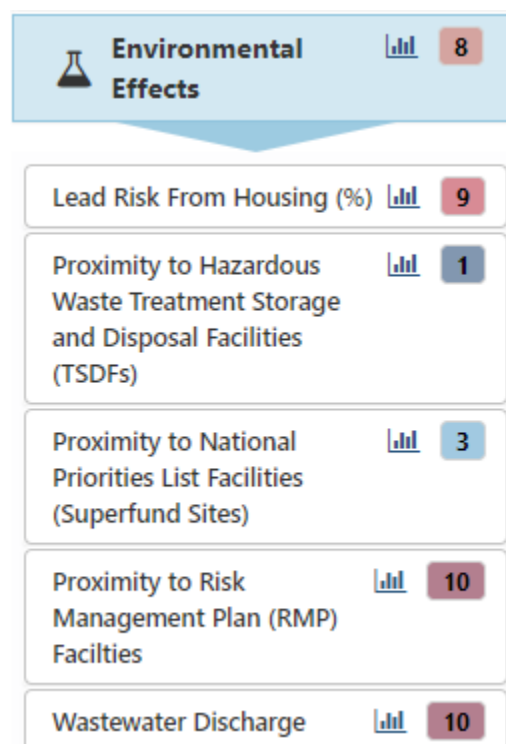 Environmental 8
Effects
Lead Risk From Housing (%) 9
Proximity to Hazardous 1
Waste Treatment Storage
and Disposal Facilities
(TSDFs)
Proximity to National 3
Priorities List Facilities
(Superfund Sites)
Proximity to Risk 10
Management Plan (RMP)
Facilties
Wastewater Discharge 10